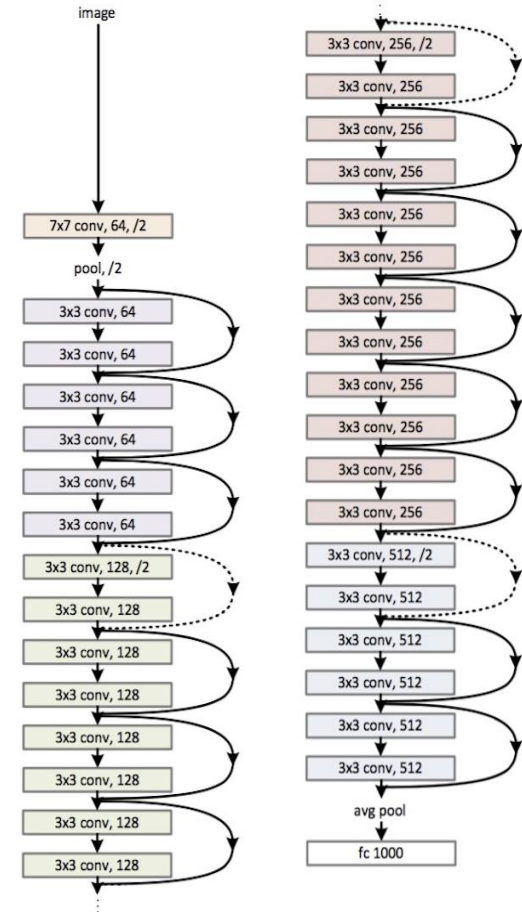 image
7x7 conv, 64, /2
pool, /2
3x3 conv, 64
3x3 conv, 64
3x3 conv, 64
3x3 conv, 64
3x3 conv, 64
3x3 conv, 64
3x3 conv, 128, /2
3x3 conv, 128
3x3 conv, 128
3x3 conv, 128
3x3 conv, 128
3x3 conv, 128
3x3 conv, 128
3x3 conv, 128
3x3 conv, 256, /2
3x3 conv, 256
3x3 conv, 256
3x3 conv, 256
3x3 conv, 256
3x3 conv, 256
3x3 conv, 256
3x3 conv, 256
3x3 conv, 256
3x3 conv, 256
3x3 conv, 256
3x3 conv, 256
3x3 conv, 512, /2
3x3 conv, 512
3x3 conv, 512
3x3 conv, 512
3x3 conv, 512
3x3 conv, 512
avg pool
fc 1000